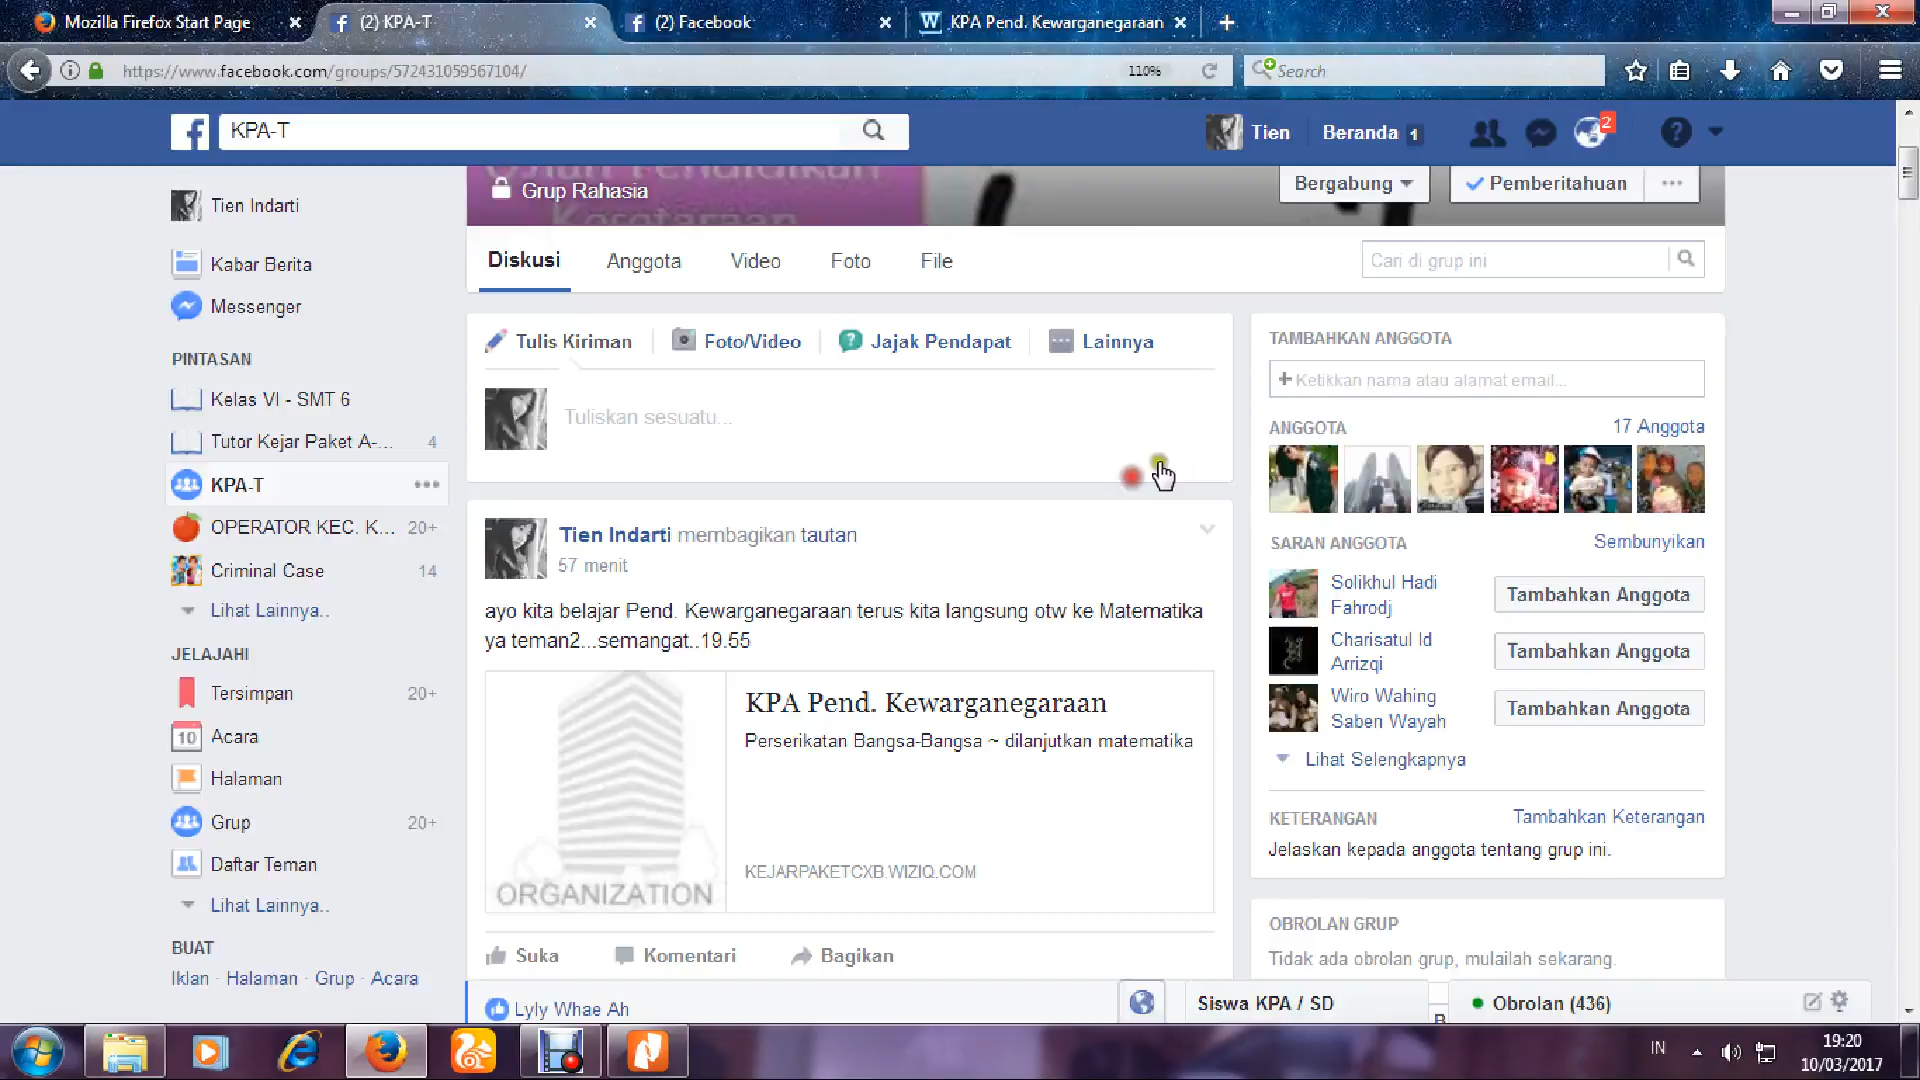 Mozilla Firefox Start Page
(2) KPA-T
(2) Facebook
KPA Pend. Kewarganegaraan
https://www.facebook.com/groups/572431059567104/
110%
Search
KPA-T
Tien
Beranda 1
2
Grup Rahasia
Bergabung
Pemberitahuan
Tien Indarti
Kabar Berita
Messenger
PINTASAN
Kelas VI - SMT 6
Tutor Kejar Paket A-... 4
KPA-T
OPERATOR KEC. K... 20+
Criminal Case 14
Lihat Lainnya..
JELAJAHI
Tersimpan 20+
10 Acara
Halaman
Grup 20+
Daftar Teman
Lihat Lainnya..
BUAT
Iklan · Halaman · Grup · Acara
Diskusi
Anggota
Video
Foto
File
Cari di grup ini
Tulis Kiriman
Foto/Video
Jajak Pendapat
Lainnya
Tuliskan sesuatu...
Tien Indarti membagikan tautan
57 menit
ayo kita belajar Pend. Kewarganegaraan terus kita langsung otw ke Matematika
ya teman2...semangat..19.55
ORGANIZATION
KPA Pend. Kewarganegaraan
Perserikatan Bangsa-Bangsa ~ dilanjutkan matematika
KEJARPAKETCXB.WIZIQ.COM
Suka
Komentari
Bagikan
Lyly Whae Ah
TAMBAHKAN ANGGOTA
Ketikkan nama atau alamat email...
ANGGOTA
17 Anggota
SARAN ANGGOTA
Sembunyikan
Solikhul Hadi
Fahrodj
Tambahkan Anggota
Charisatul Id
Arrizqi
Tambahkan Anggota
Wiro Wahing
Saben Wayah
Tambahkan Anggota
Lihat Selengkapnya
KETERANGAN
Tambahkan Keterangan
Jelaskan kepada anggota tentang grup ini.
OBROLAN GRUP
Tidak ada obrolan grup, mulailah sekarang.
Siswa KPA / SD
Obrolan (436)
IN
19:20
10/03/2017